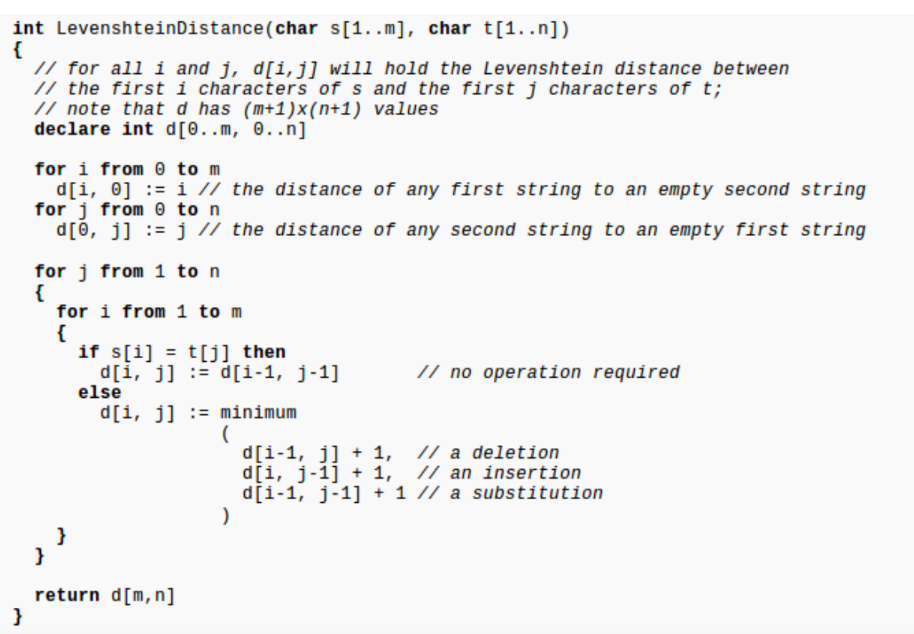 int LevenshteinDistance(char s[1..m], char t[1..n])
{
  // for all i and j, d[i,j] will hold the Levenshtein distance between
  // the first i characters of s and the first j characters of t;
  // note that d has (m+1)x(n+1) values
  declare int d[0..m, 0..n]

  for i from 0 to m
    d[i, 0] := i // the distance of any first string to an empty second string
  for j from 0 to n
    d[0, j] := j // the distance of any second string to an empty first string

  for j from 1 to n
  {
    for i from 1 to m
    {
      if s[i] = t[j] then
        d[i, j] := d[i-1, j-1]       // no operation required
      else
        d[i, j] := minimum
                   (
                     d[i-1, j] + 1,  // a deletion
                     d[i, j-1] + 1,  // an insertion
                     d[i-1, j-1] + 1 // a substitution
                   )
    }
  }

  return d[m,n]
}